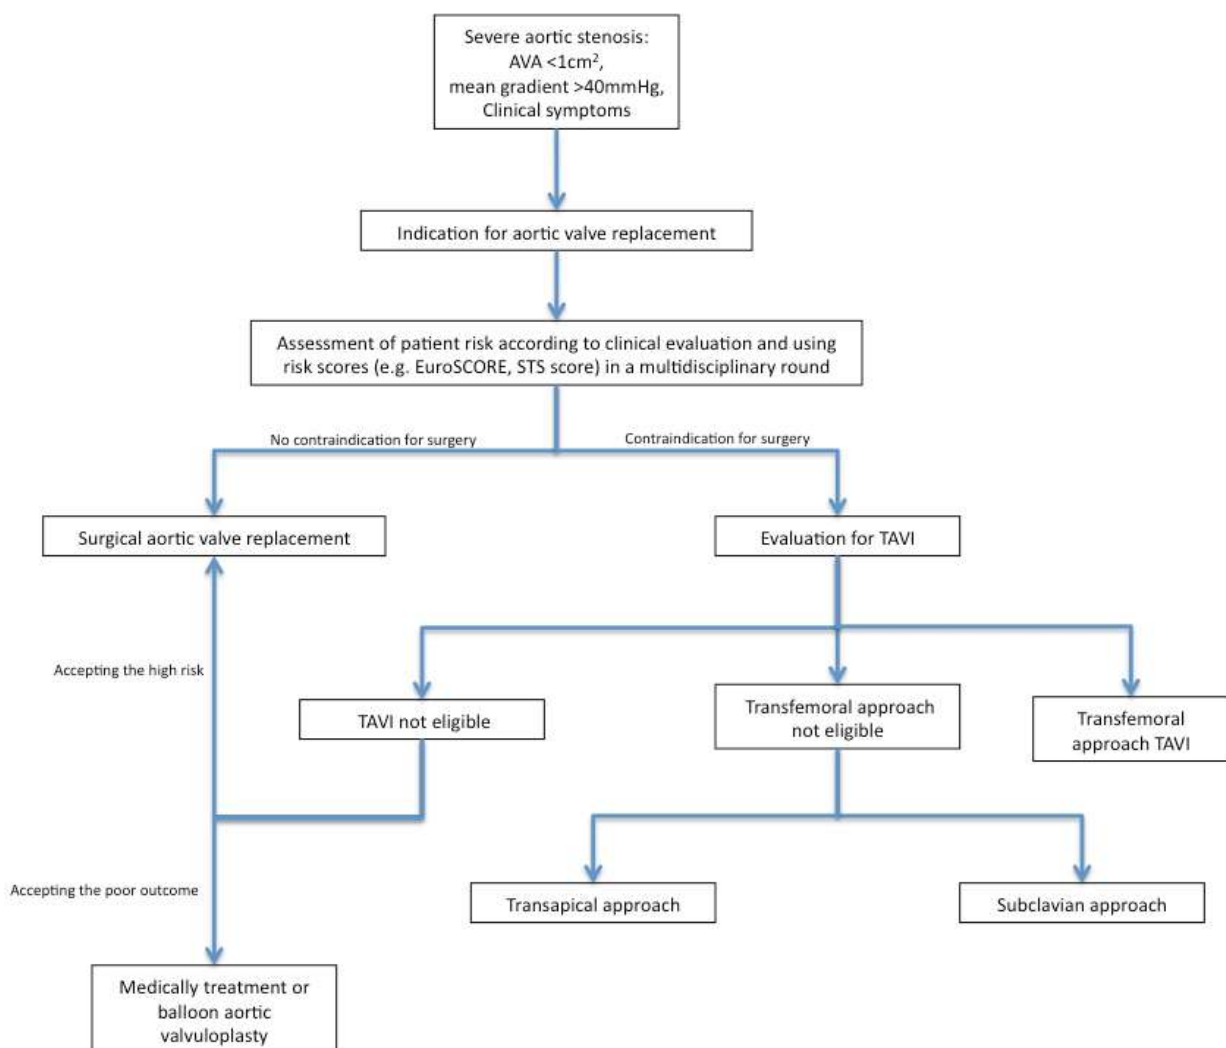 Severe aortic stenosis:
AVA <1cm²,
mean gradient >40mmHg,
Clinical symptoms
Indication for aortic valve replacement
Assessment of patient risk according to clinical evaluation and using
risk scores (e.g. EuroSCORE, STS score) in a multidisciplinary round
No contraindication for surgery
Contraindication for surgery
Surgical aortic valve replacement
Evaluation for TAVI
Accepting the high risk
TAVI not eligible
Transfemoral approach
not eligible
Transfemoral
approach TAVI
Accepting the poor outcome
Transapical approach
Subclavian approach
Medically treatment or
balloon aortic
valvuloplasty